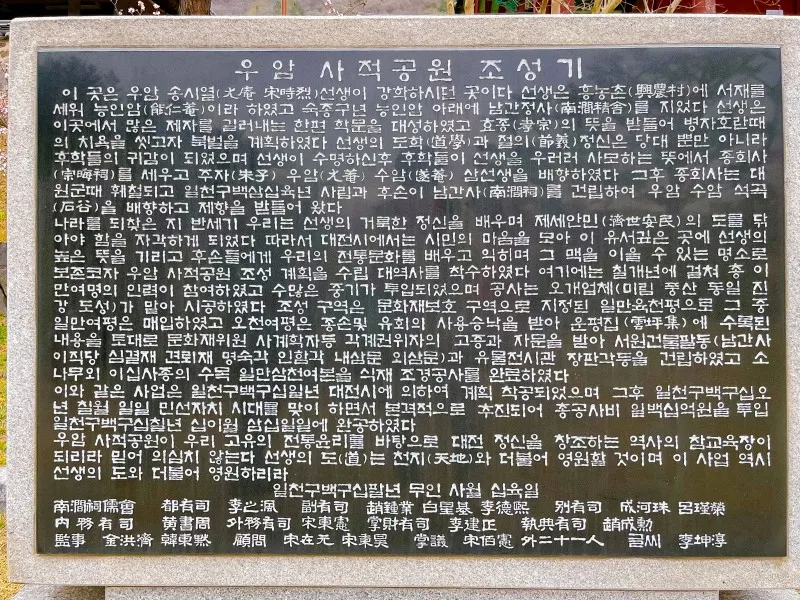 우암 사적공원 조성기
이 곳은 우암 송시열(尤庵 宋時烈)선생이 강학하시던 곳이다 선생은 흥농촌(興農村)에 서재를
세워 능인암(能仁菴)이라 하였고 숙종구년 능인암 아래에 남간정사(南澗精舍)를 지었다 선생은
이곳에서 많은 제자를 길러내는 한편 학문을 대성하였고 효종(孝宗)의 뜻을 받들어 병자호란때
의 치욕을 씻고자 북벌을 계획하였다 선생의 도학(道學)과 절의(節義)정신은 당대 뿐만 아니라
후학들의 귀감이 되었으며 선생이 수명하신후 후학들이 선생을 우러러 사모하는 뜻에서 종회사
(宗晦祠)를 세우고 주자(朱子) 우암(尤菴) 수암(遂菴) 삼선생을 배향하였다 그후 종회사는 대
원군때 훼철되고 일천구백삼십육년 사림과 후손이 남간사(南澗祠)를 건립하여 우암 수암 석곡
(石谷)을 배향하고 제향을 받들어 왔다
나라를 되찾은 지 반세기 우리는 선생의 거룩한 정신을 배우며 제세안민(濟世安民)의 도를 닦
아야 함을 자각하게 되었다 따라서 대전시에서는 시민의 마음을 모아 이 유서깊은 곳에 선생의
높은 뜻을 기리고 후손들에게 우리의 전통문화를 배우고 익히며 그 맥을 이을 수 있는 명소로
보존코자 우암 사적공원 조성 계획을 수립 대역사를 착수하였다 여기에는 칠개년에 걸쳐 총 이
만여명의 인력이 참여하였고 수많은 중기가 투입되었으며 공사는 오개업체(미림 풍산 동일 진
강 도성)가 맡아 시공하였다 조성 구역은 문화재보호 구역으로 지정된 일만육천평으로 그 중
일만여평은 매입하였고 오천여평은 종손및 유회의 사용승낙을 받아 운평집(雲坪集)에 수록된
내용을 토대로 문화재위원 사계학자등 각계권위자의 고증과 자문을 받아 서원건물팔동(남간사
이직당 심결재 견뢰재 명숙각 인함각 내삼문 외삼문)과 유물전시관 장판각등을 건립하였고 소
나무외 이십사종의 수목 일만삼천여본을 식재 조경공사를 완료하였다
이와 같은 사업은 일천구백구십일년 대전시에 의하여 계획 착공되었으며 그후 일천구백구십오
년 칠월 일일 민선자치 시대를 맞이 하면서 본격적으로 추진되어 총공사비 일백십억원을 투입
일천구백구십칠년 십이월 삼십일일에 완공하였다
우암 사적공원이 우리 고유의 전통윤리를 바탕으로 대전 정신을 창조하는 역사의 참교육장이
되리라 믿어 의심치 않는다 선생의 도(道)는 천지(天地)와 더불어 영원할 것이며 이 사업 역시
선생의 도와 더불어 영원하리라
일천구백구십팔년 무인 사월 십육일
南澗祠儒會 都有司 李之渢 副有司 趙鍾業 白星基 李德熙 別有司 成河珠 呂瑾榮
内務有司 黄書周 外務有司 宋東憲 掌財有司 李建正 執典有司 趙成勳
監事 金洪濟 韓東默 顧問 宋在无 宋東昊 掌議 宋佰憲 外二十一人 글씨 李坤淳